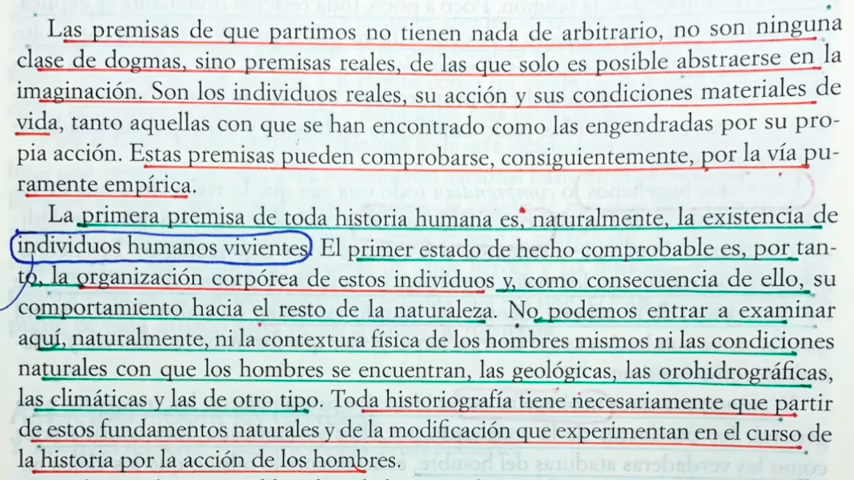 Las premisas de que partimos no tienen nada de arbitrario, no son ninguna
clase de dogmas, sino premisas reales, de las que solo es posible abstraerse en la
imaginación. Son los individuos reales, su acción y sus condiciones materiales de
vida, tanto aquellas con que se han encontrado como las engendradas por su pro-
pia acción. Estas premisas pueden comprobarse, consiguientemente, por la vía pu-
ramente empírica.
La primera premisa de toda historia humana es, naturalmente, la existencia de
individuos humanos vivientes. El primer estado de hecho comprobable es, por tan-
to, la organización corpórea de estos individuos y, como consecuencia de ello, su
comportamiento hacia el resto de la naturaleza. No podemos entrar a examinar
aquí, naturalmente, ni la contextura física de los hombres mismos ni las condiciones
naturales con que los hombres se encuentran, las geológicas, las orohidrográficas,
las climáticas y las de otro tipo. Toda historiografía tiene necesariamente que partir
de estos fundamentos naturales y de la modificación que experimentan en el curso de
la historia por la acción de los hombres.